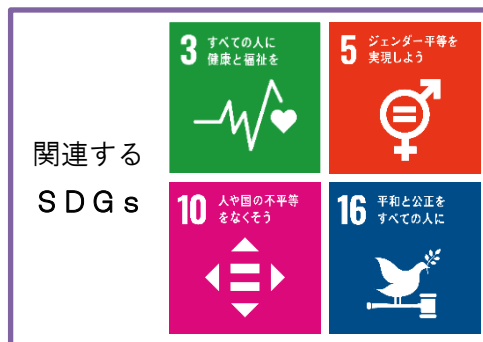 関連する
ＳＤＧｓ
3 すべての人に
健康と福祉を
5 ジェンダー平等を
実現しよう
10 人や国の不平等
をなくそう
16 平和と公正を
すべての人に